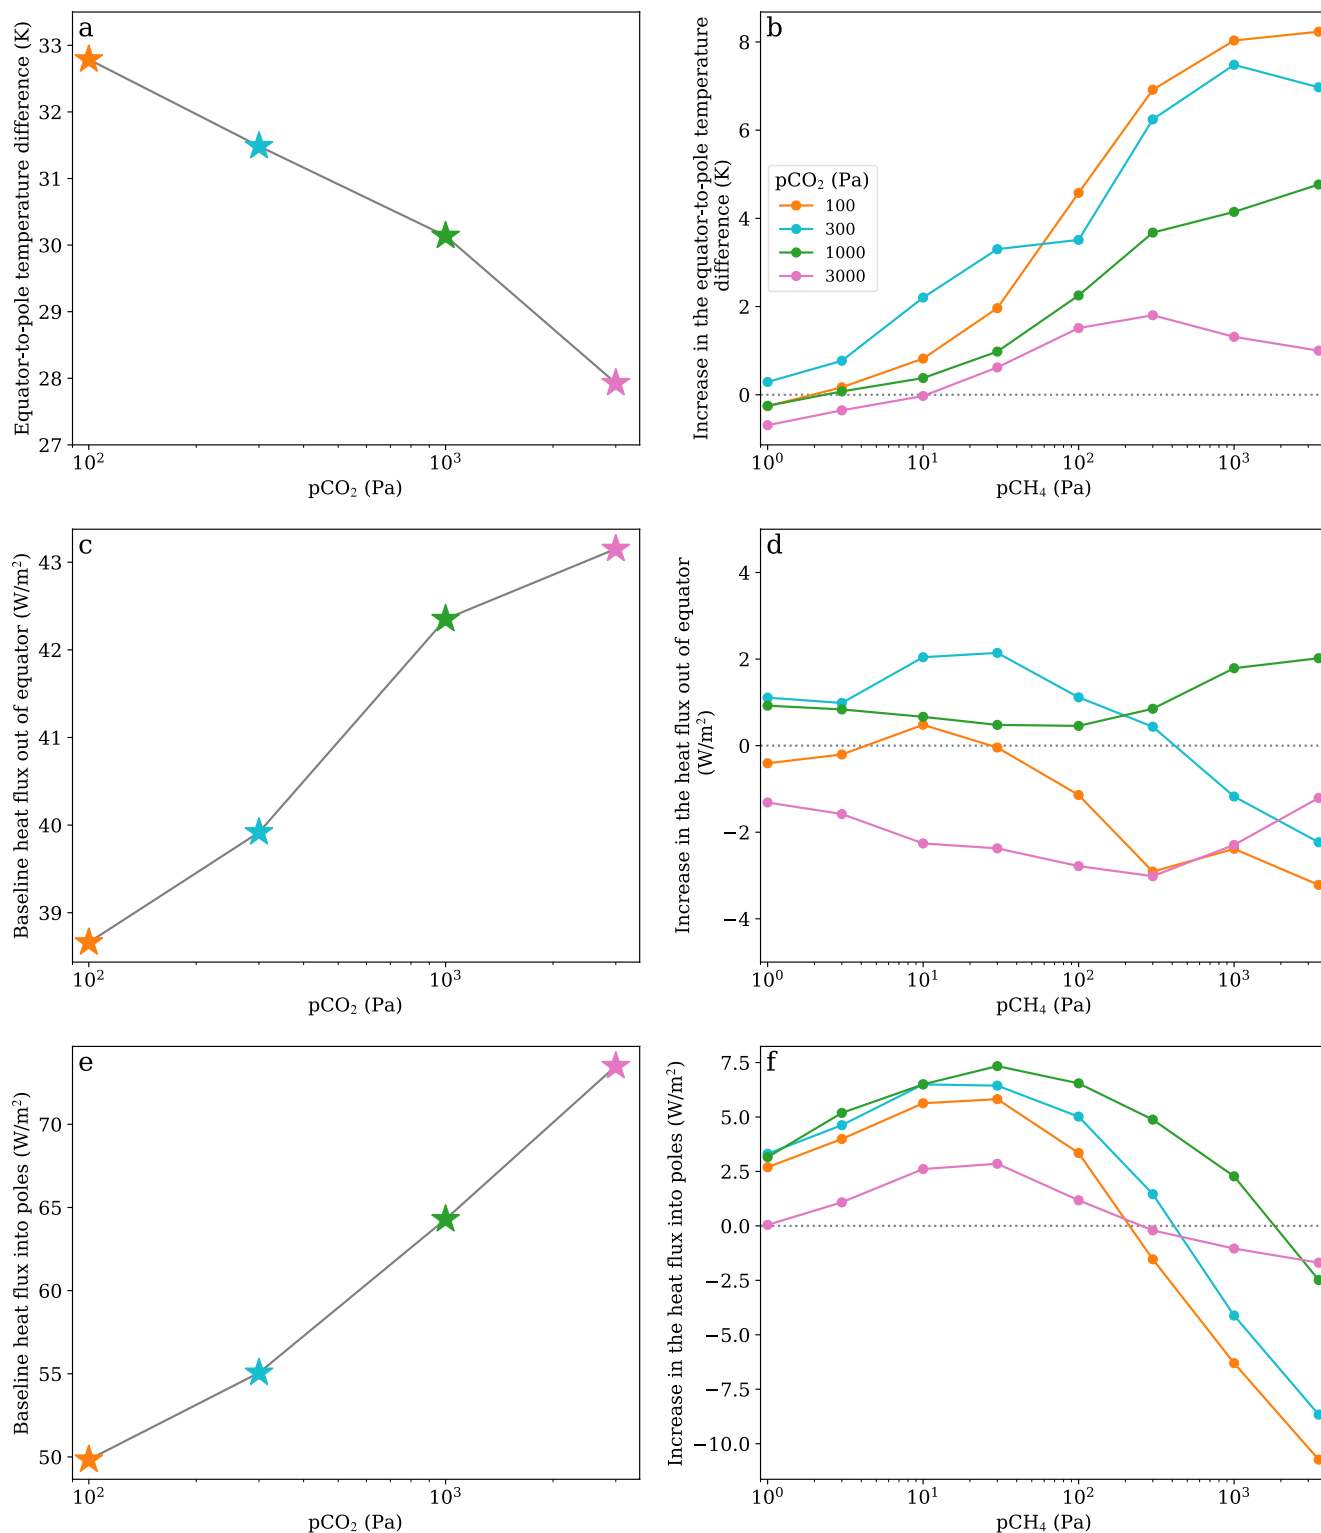 a
Equator-to-pole temperature difference (K)
33
32
31
30
29
28
27
10²
10³
pCO₂ (Pa)
b
Increase in the equator-to-pole temperature
difference (K)
8
6
4
2
0
pCO₂ (Pa)
100
300
1000
3000
10⁰
10¹
10²
10³
pCH₄ (Pa)
c
Baseline heat flux out of equator (W/m²)
43
42
41
40
39
10²
10³
pCO₂ (Pa)
d
Increase in the heat flux out of equator
(W/m²)
4
2
0
−2
−4
10⁰
10¹
10²
10³
pCH₄ (Pa)
e
Baseline heat flux into poles (W/m²)
70
65
60
55
50
10²
10³
pCO₂ (Pa)
f
Increase in the heat flux into poles (W/m²)
7.5
5.0
2.5
0.0
−2.5
−5.0
−7.5
−10.0
10⁰
10¹
10²
10³
pCH₄ (Pa)